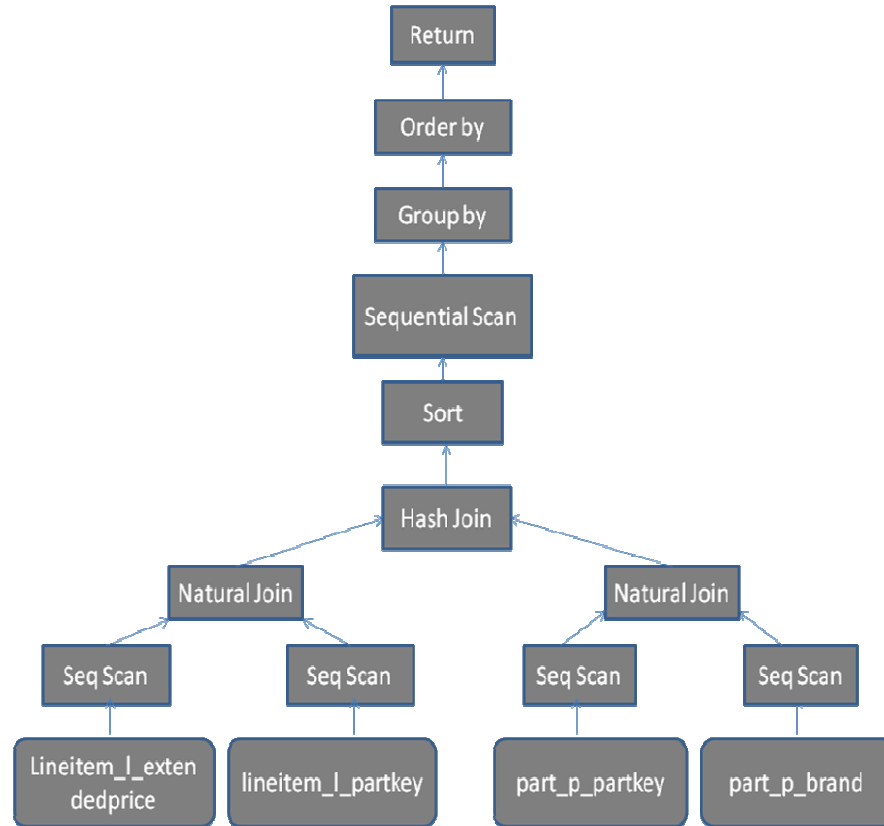 Return
Order by
Group by
Sequential Scan
Sort
Hash Join
Natural Join
Natural Join
Seq Scan
Seq Scan
Seq Scan
Seq Scan
Lineitem_l_exten
dedprice
lineitem_l_partkey
part_p_partkey
part_p_brand